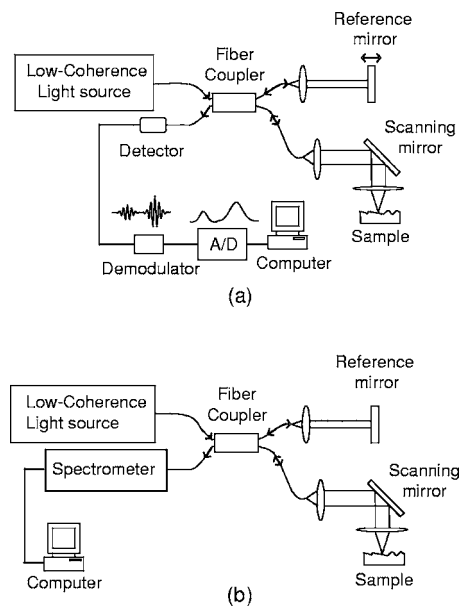 Reference
mirror
Low-Coherence
Light source
Fiber
Coupler
Detector
Scanning
mirror
A/D
Demodulator
Computer
Sample
(a)
Reference
mirror
Low-Coherence
Light source
Fiber
Coupler
Spectrometer
Scanning
mirror
Computer
Sample
(b)